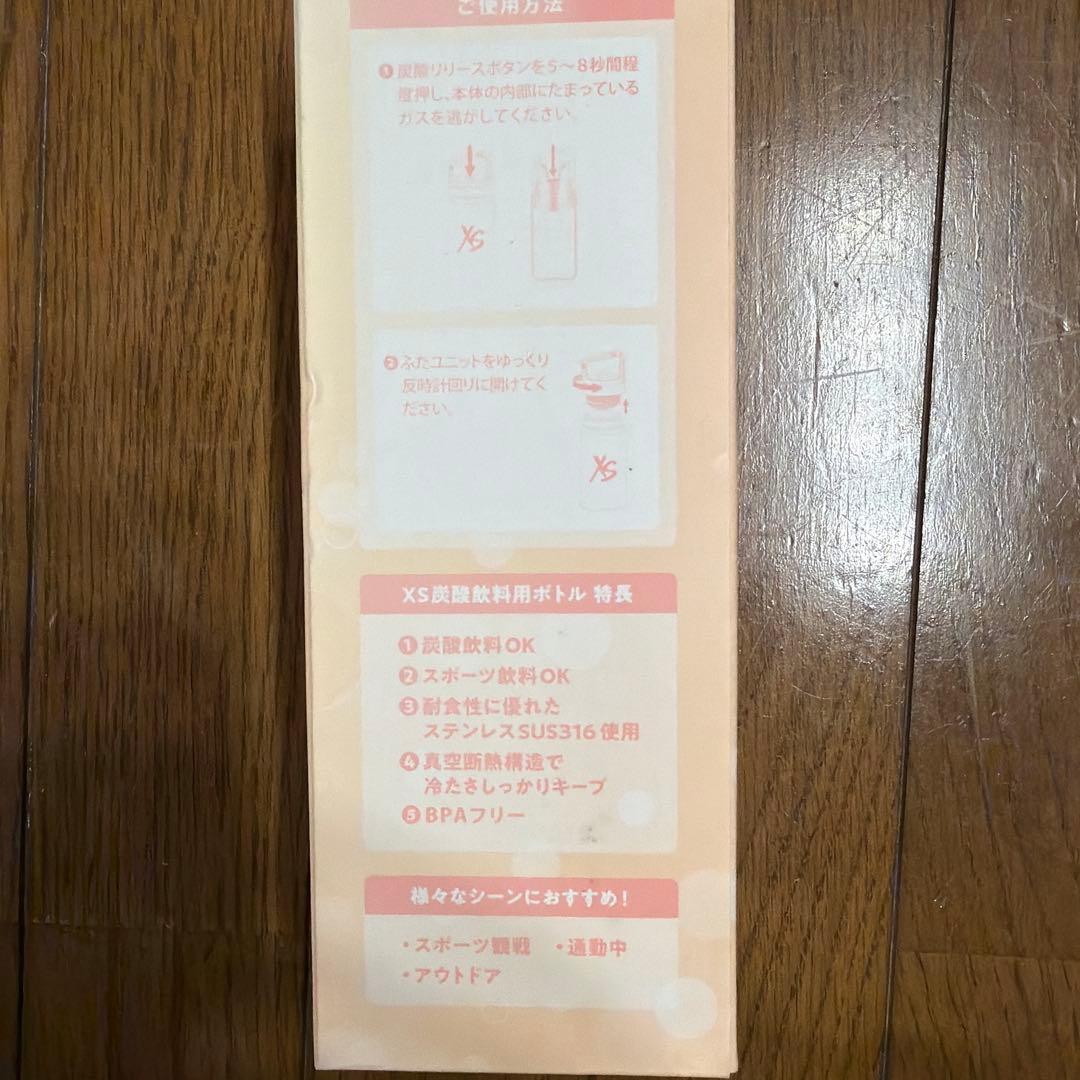 ご使用方法
❶炭酸リリースボタンを5〜8秒間程
度押し、本体の内部にたまっている
ガスを逃がしてください。
XS
❷ふたユニットをゆっくり
反時計回りに開けてく
ださい。
XS
XS炭酸飲料用ボトル 特長
❶炭酸飲料OK
❷スポーツ飲料OK
❸耐食性に優れた
ステンレスSUS316使用
❹真空断熱構造で
冷たさしっかりキープ
❺BPAフリー
様々なシーンにおすすめ!
・スポーツ観戦 ・通動中
・アウトドア